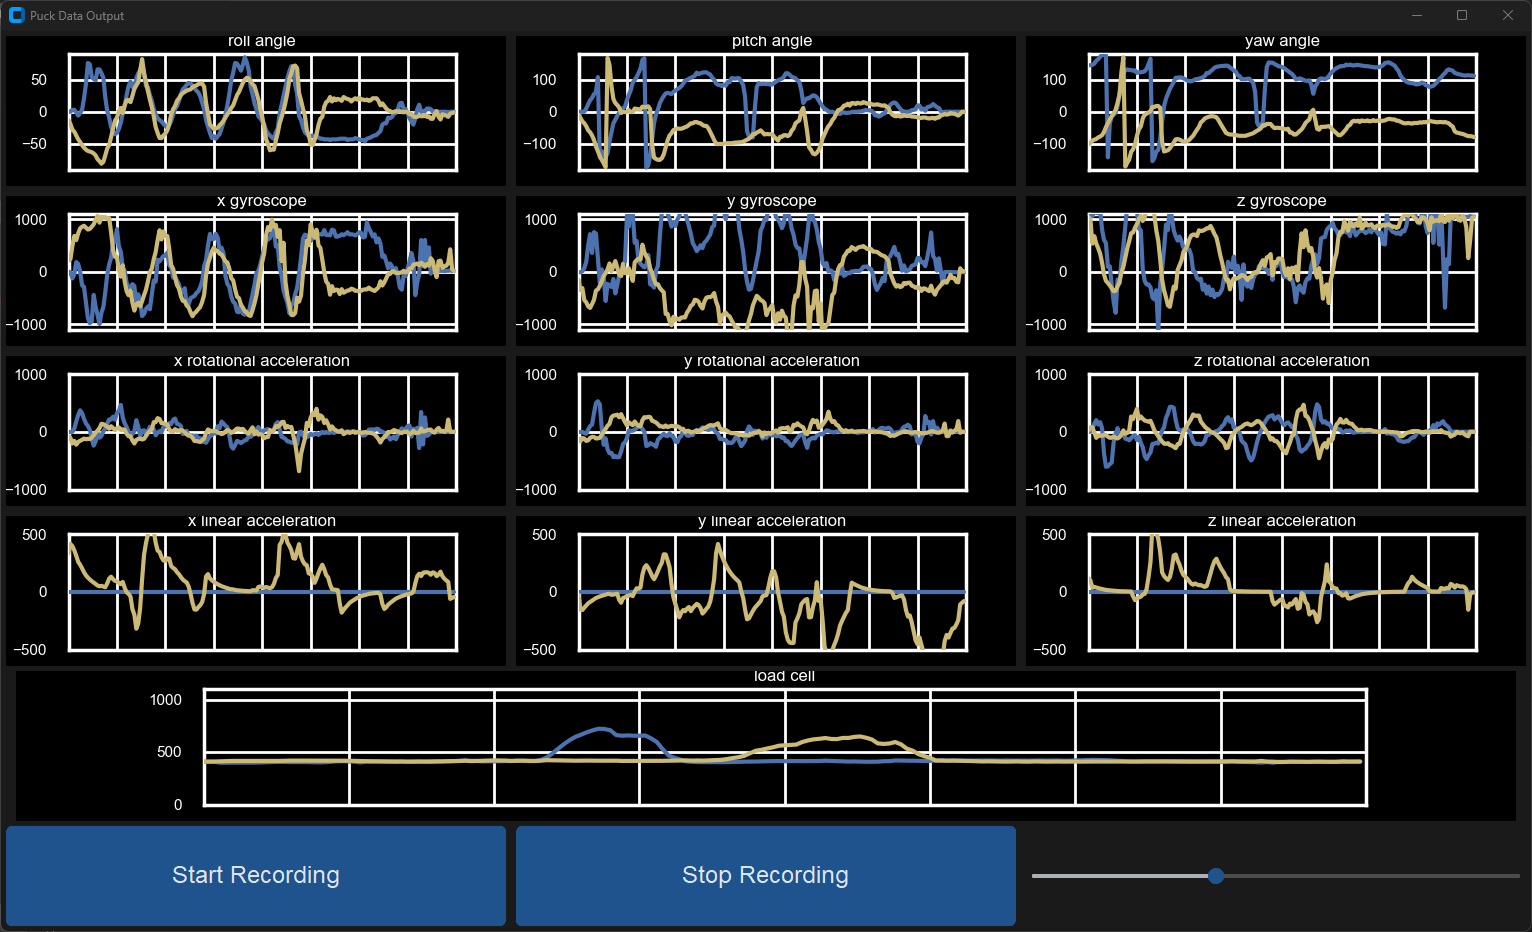 Puck Data Output
roll angle
50
0
−50
pitch angle
100
0
−100
yaw angle
100
0
−100
x gyroscope
1000
0
−1000
y gyroscope
1000
0
−1000
z gyroscope
1000
0
−1000
x rotational acceleration
1000
0
−1000
y rotational acceleration
1000
0
−1000
z rotational acceleration
1000
0
−1000
x linear acceleration
500
0
−500
y linear acceleration
500
0
−500
z linear acceleration
500
0
−500
load cell
1000
500
0
Start Recording
Stop Recording